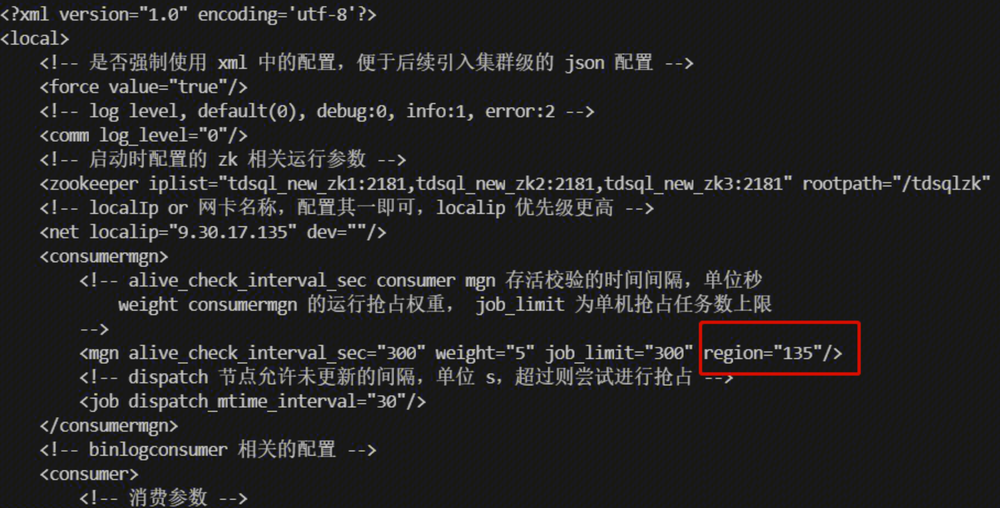 <?xml version="1.0" encoding='utf-8'?>
<local>
<!-- 是否强制使用 xml 中的配置，便于后续引入集群级的 json 配置 -->
<force value="true"/>
<!-- log level, default(0), debug:0, info:1, error:2 -->
<comm log_level="0"/>
<!-- 启动时配置的 zk 相关运行参数 -->
<zookeeper iplist="tdsql_new_zk1:2181,tdsql_new_zk2:2181,tdsql_new_zk3:2181" rootpath="/tdsqlzk"
<!-- localIp or 网卡名称，配置其一即可，localip 优先级更高 -->
<net localip="9.30.17.135" dev=""/>
<consumermgn>
<!-- alive_check_interval_sec consumer mgn 存活校验的时间间隔，单位秒
weight consumermgn 的运行抢占权重， job_limit 为单机抢占任务数上限
-->
<mgn alive_check_interval_sec="300" weight="5" job_limit="300" region="135"/>
<!-- dispatch 节点允许未更新的间隔，单位 s，超过则尝试进行抢占 -->
<job dispatch_mtime_interval="30"/>
</consumermgn>
<!-- binlogconsumer 相关的配置 -->
<consumer>
<!-- 消费参数 -->